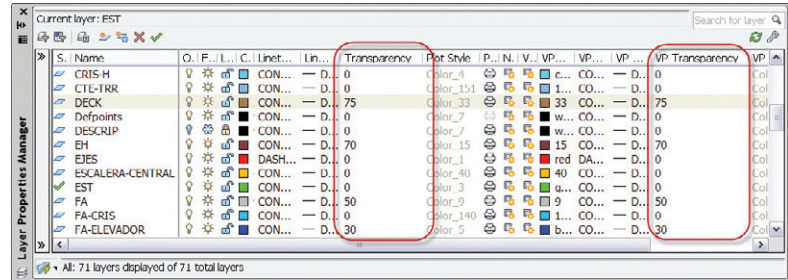 Current layer: EST
Search for layer
S. Name O. F... L... C. Linet... Lin... Transparency Plot Style P... N. V.. VP... VP... VP ... VP Transparency VP
CRIS-H CON... D... 0 Color_4 c... CO... D... 0 Col
CTE-TRR CON... D... 0 Color_151 1... CO... D... 0 Col
DECK CON... D... 75 Color_33 33 CO... D... 75 Col
Defpoints CON... D... 0 Color_7 w... CO... D... 0 Col
DESCRIP CON... D... 0 Color_7 w... CO... D... 0 Col
EH CON... D... 70 Color_15 15 CO... D... 70 Col
EJES DASH... D... 0 Color_1 red DA... D... 0 Col
ESCALERA-CENTRAL CON... D... 0 Color_40 40 CO... D... 0 Col
EST CON... D... 0 Color_3 g... CO... D... 0 Col
FA CON... D... 50 Color_9 9 CO... D... 50 Col
FA-CRIS CON... D... 0 Color_140 1... CO... D... 0 Col
FA-ELEVADOR CON... D... 30 Color_5 b... CO... D... 30 Col
Layer Properties Manager
All: 71 layers displayed of 71 total layers